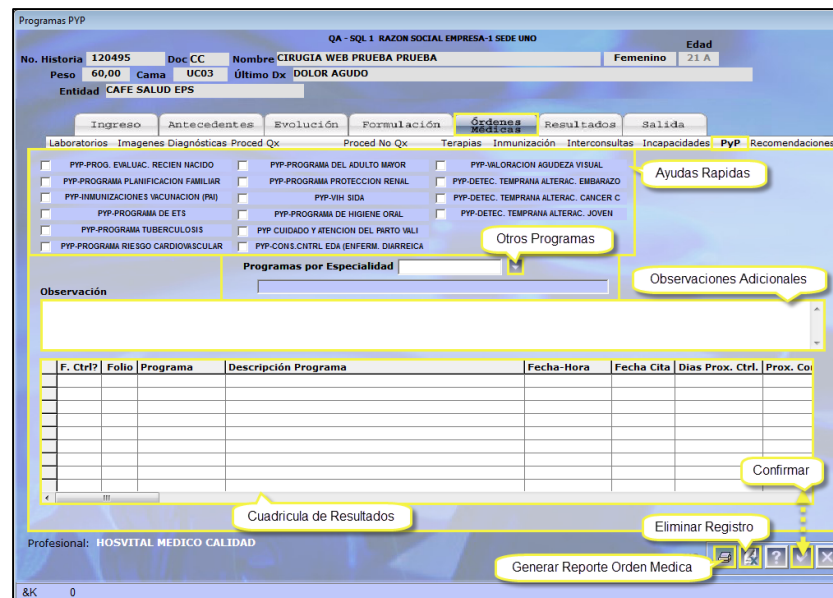 Programas PYP
QA - SQL 1 RAZON SOCIAL EMPRESA-1 SEDE UNO
Edad
No. Historia 120495 Doc CC Nombre CIRUGIA WEB PRUEBA PRUEBA Femenino 21 A
Peso 60,00 Cama UC03 Último Dx DOLOR AGUDO
Entidad CAFE SALUD EPS
Ingreso Antecedentes Evolución Formulación Órdenes Médicas Resultados Salida
Laboratorios Imagenes Diagnósticas Proced Qx Proced No Qx Terapias Inmunización Interconsultas Incapacidades PyP Recomendaciones
PYP-PROG. EVALUAC. RECIEN NACIDO PYP-PROGRAMA DEL ADULTO MAYOR PYP-VALORACION AGUDEZA VISUAL
Ayudas Rapidas
PYP-PROGRAMA PLANIFICACION FAMILIAR PYP-PROGRAMA PROTECCION RENAL PYP-DETEC. TEMPRANA ALTERAC. EMBARAZO
PYP-INMUNIZACIONES VACUNACION (PAI) PYP-VIH SIDA PYP-DETEC. TEMPRANA ALTERAC. CANCER C
PYP-PROGRAMA DE ETS PYP-PROGRAMA DE HIGIENE ORAL PYP-DETEC. TEMPRANA ALTERAC. JOVEN
PYP-PROGRAMA TUBERCULOSIS PYP CUIDADO Y ATENCION DEL PARTO VALI
Otros Programas
PYP-PROGRAMA RIESGO CARDIOVASCULAR PYP-CONS.CNTRL EDA (ENFERM. DIARREICA
Programas por Especialidad
Observaciones Adicionales
Observación
F. Ctrl? Folio Programa Descripción Programa Fecha-Hora Fecha Cita Dias Prox. Ctrl. Prox. Co
Confirmar
Cuadricula de Resultados
Eliminar Registro
Profesional: HOSVITAL MEDICO CALIDAD
Generar Reporte Orden Medica
&K 0